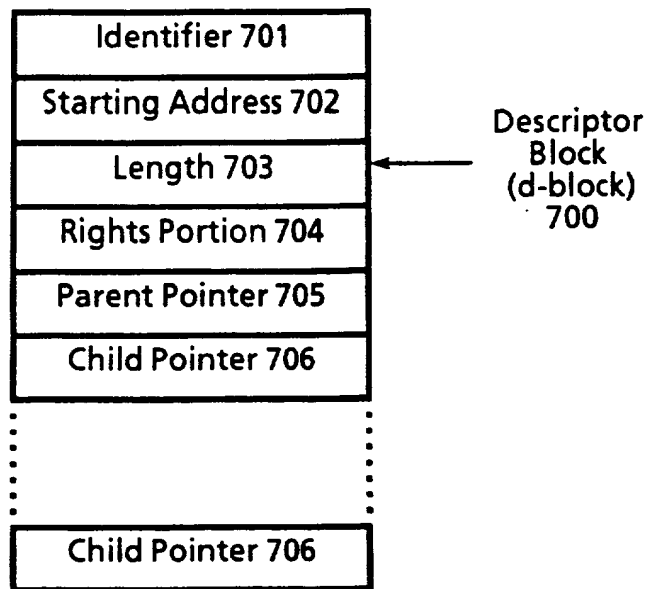 Identifier 701
Starting Address 702
Length 703
Rights Portion 704
Parent Pointer 705
Child Pointer 706
Child Pointer 706
Descriptor
Block
(d-block)
700